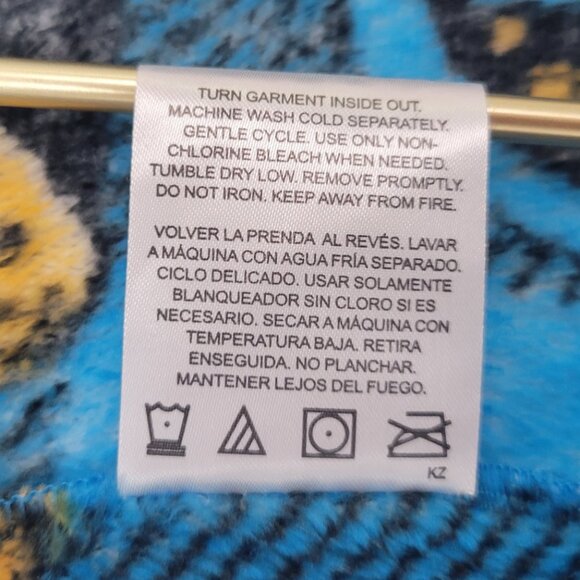 TURN GARMENT INSIDE OUT.
MACHINE WASH COLD SEPARATELY.
GENTLE CYCLE. USE ONLY NON-
CHLORINE BLEACH WHEN NEEDED.
TUMBLE DRY LOW. REMOVE PROMPTLY.
DO NOT IRON. KEEP AWAY FROM FIRE.
VOLVER LA PRENDA AL REVÉS. LAVAR
A MÁQUINA CON AGUA FRÍA SEPARADO.
CICLO DELICADO. USAR SOLAMENTE
BLANQUEADOR SIN CLORO SI ES
NECESARIO. SECAR A MÁQUINA CON
TEMPERATURA BAJA. RETIRA
ENSEGUIDA. NO PLANCHAR.
MANTENER LEJOS DEL FUEGO.
KZ